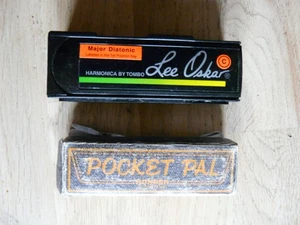 Major Diatonic
C
HARMONICA BY TOMBO
Lee Oskar®
POCKET PAL